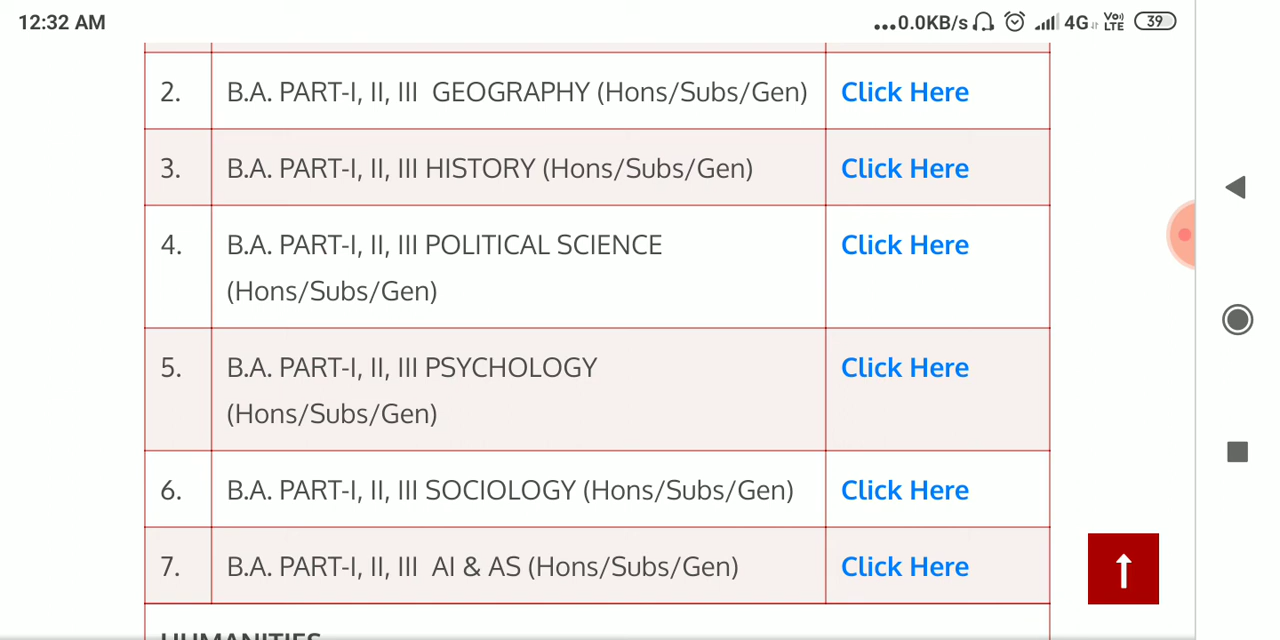 12:32 AM
...0.0KB/s 4G Vo) LTE 39
2. B.A. PART-I, II, III GEOGRAPHY (Hons/Subs/Gen) Click Here
3. B.A. PART-I, II, III HISTORY (Hons/Subs/Gen) Click Here
4. B.A. PART-I, II, III POLITICAL SCIENCE Click Here
(Hons/Subs/Gen)
5. B.A. PART-I, II, III PSYCHOLOGY Click Here
(Hons/Subs/Gen)
6. B.A. PART-I, II, III SOCIOLOGY (Hons/Subs/Gen) Click Here
7. B.A. PART-I, II, III AI & AS (Hons/Subs/Gen) Click Here
HUMANITIES